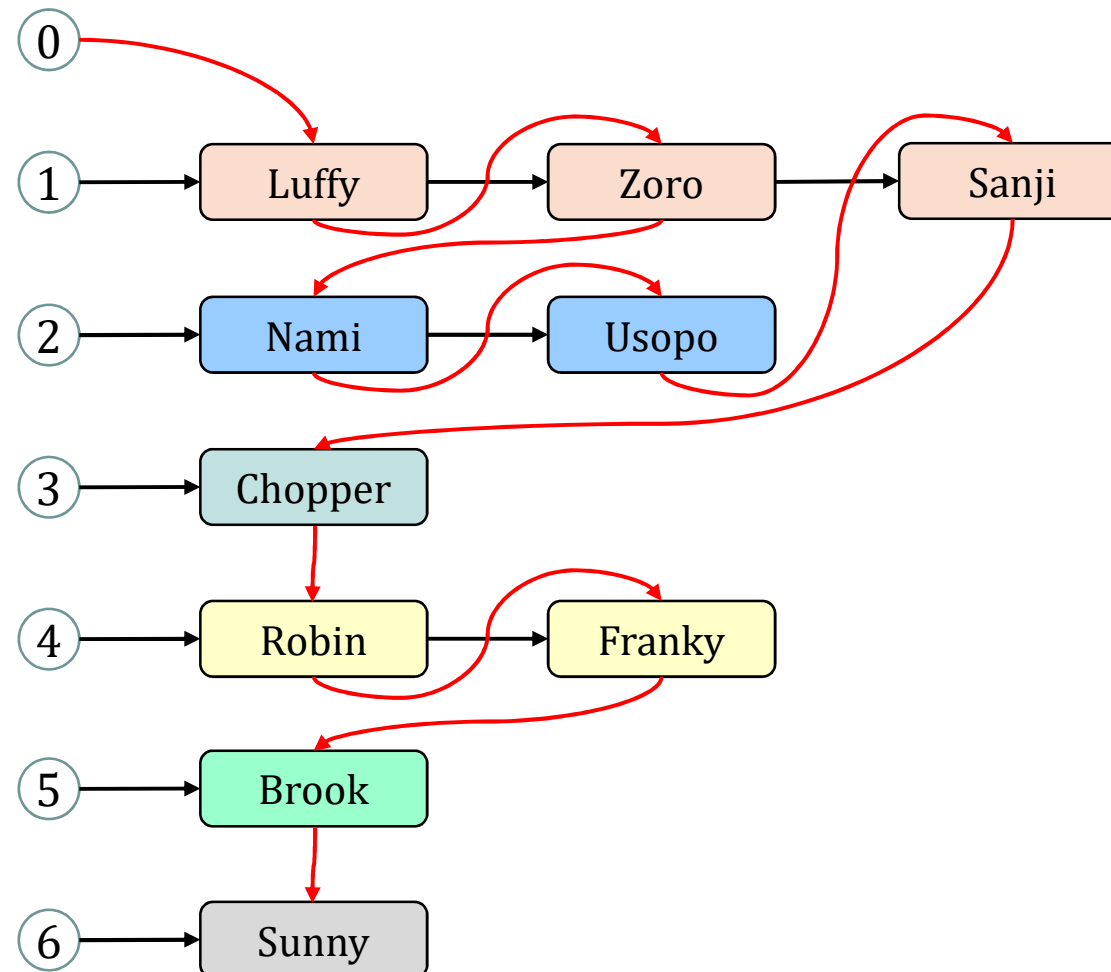 0
1 Luffy Zoro Sanji
2 Nami Usopo
3 Chopper
4 Robin Franky
5 Brook
6 Sunny